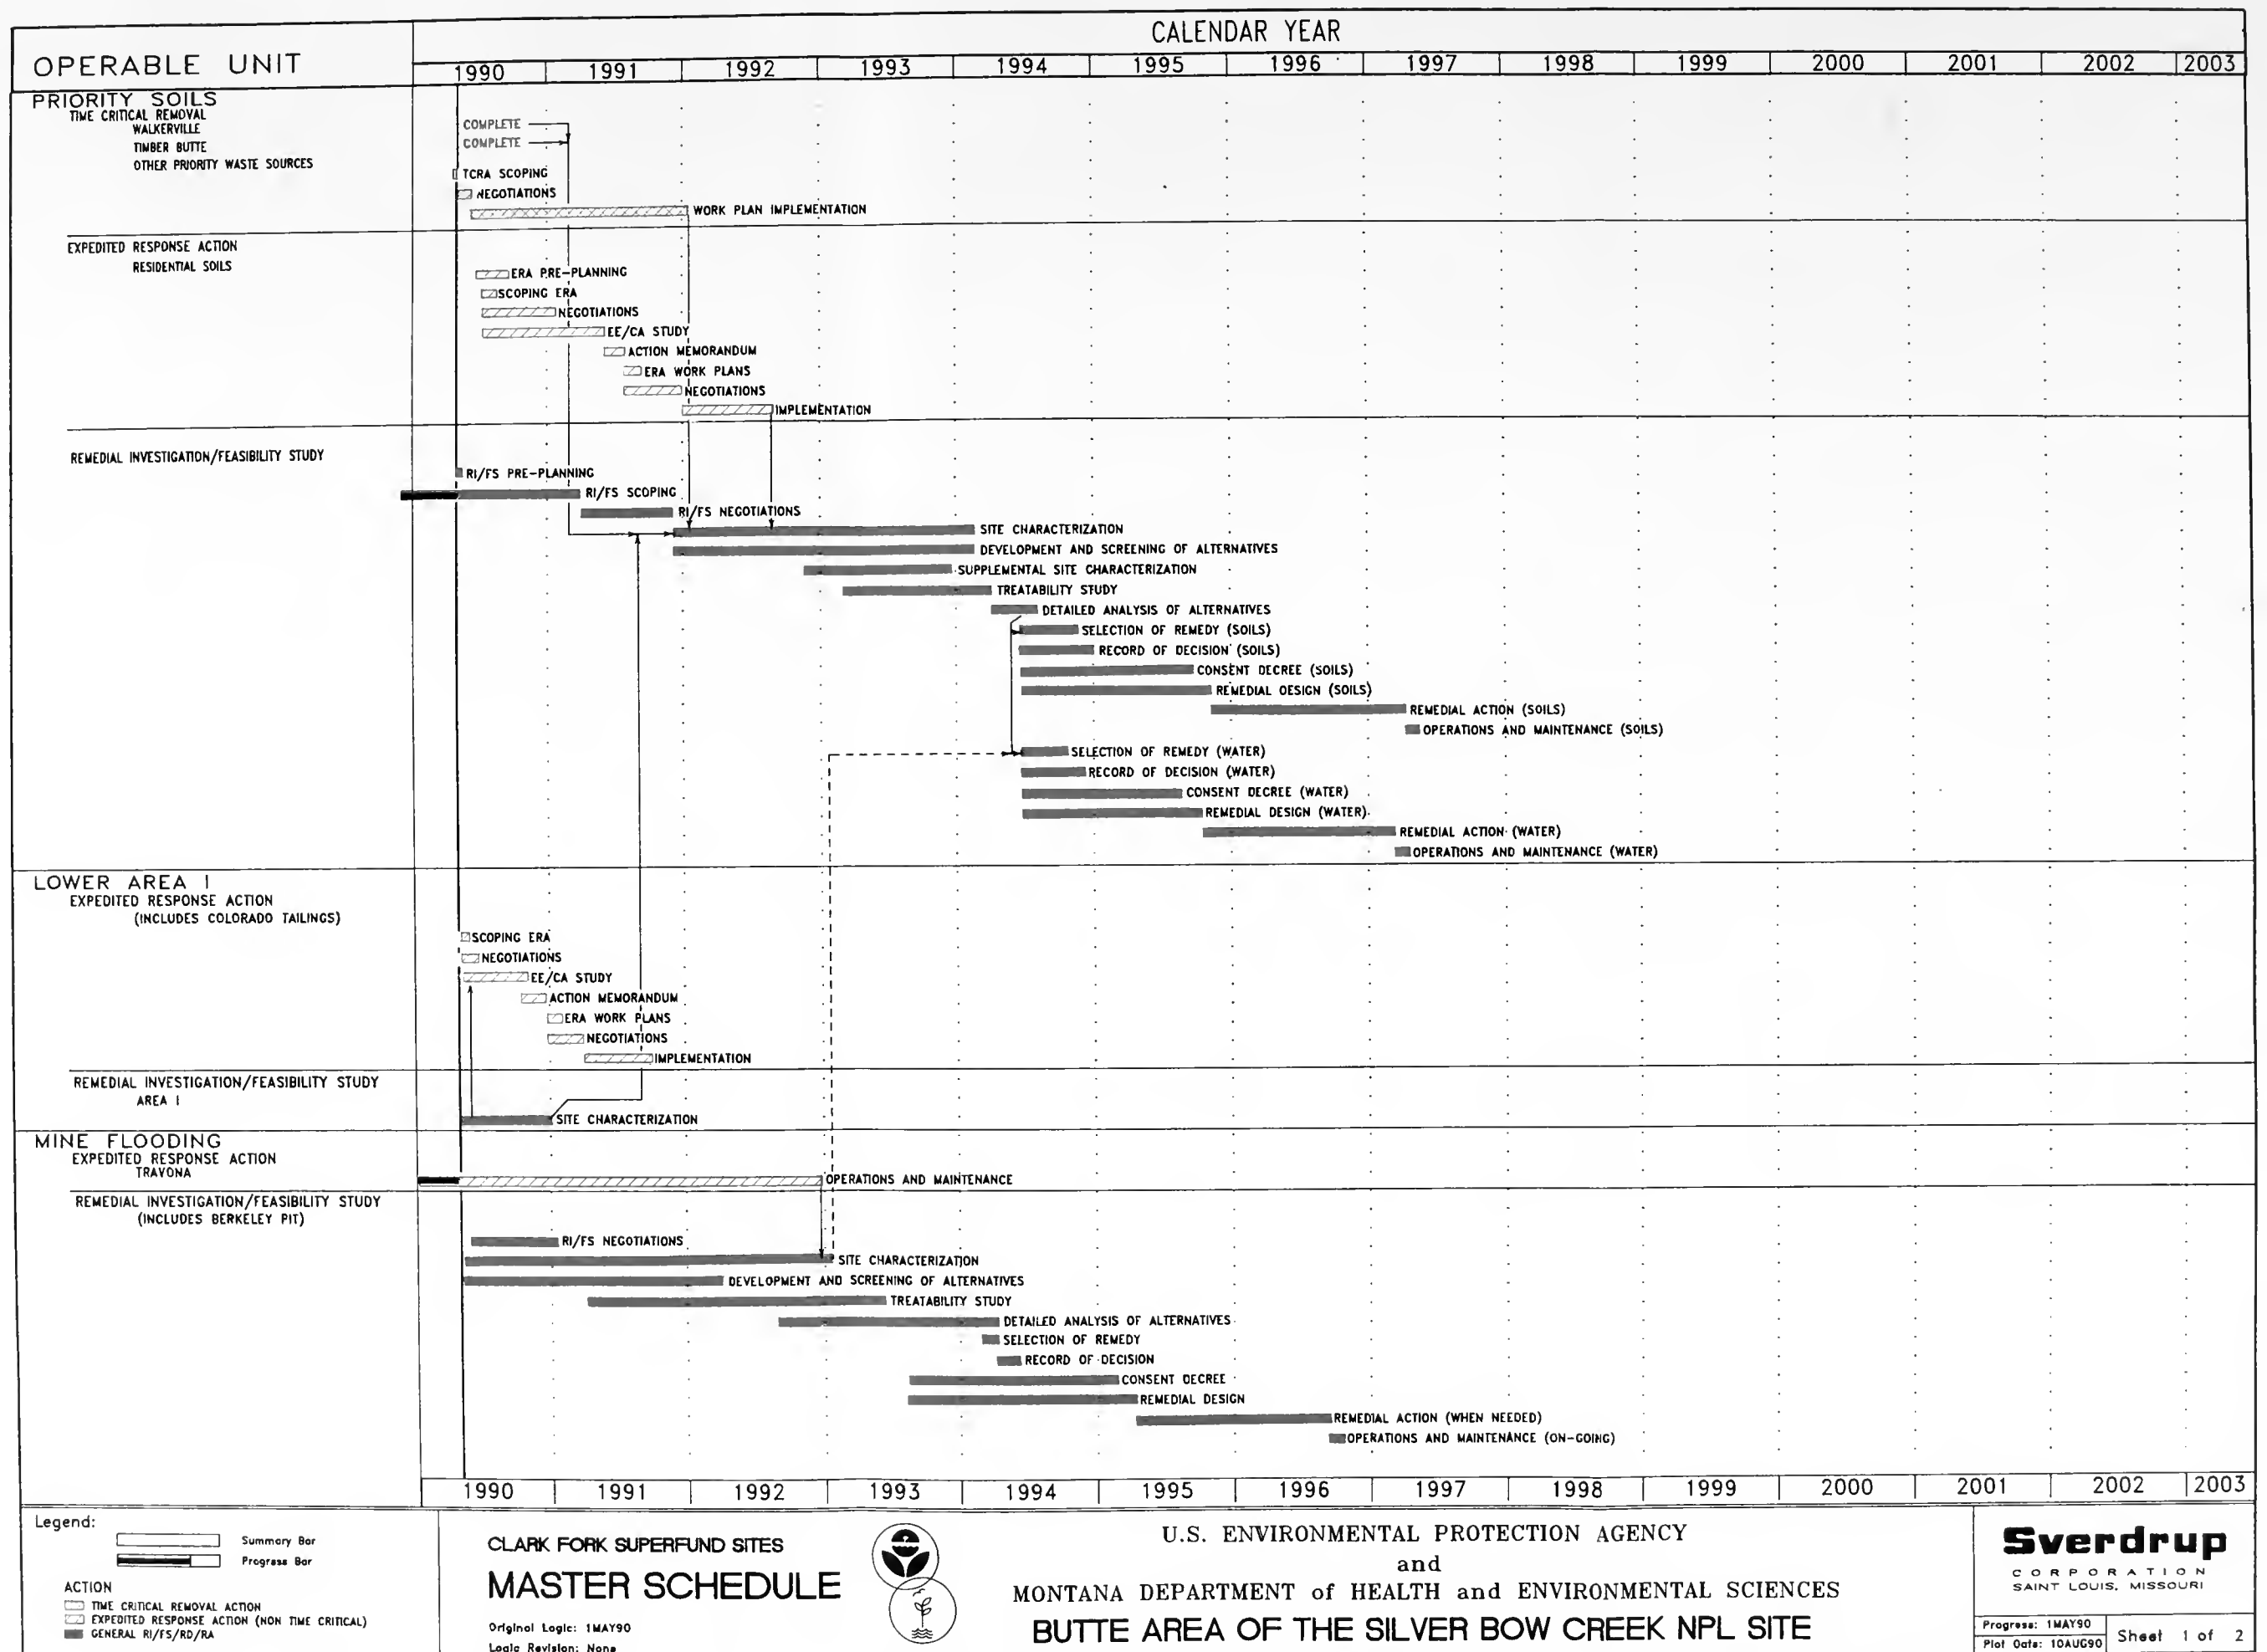 CALENDAR YEAR
OPERABLE UNIT
1990 1991 1992 1993 1994 1995 1996 1997 1998 1999 2000 2001 2002 2003
PRIORITY SOILS
TIME CRITICAL REMOVAL
WALKERVILLE COMPLETE
TIMBER BUTTE COMPLETE
OTHER PRIORITY WASTE SOURCES
TCRA SCOPING
NEGOTIATIONS
WORK PLAN IMPLEMENTATION
EXPEDITED RESPONSE ACTION
RESIDENTIAL SOILS
ERA PRE-PLANNING
SCOPING ERA
NEGOTIATIONS
EE/CA STUDY
ACTION MEMORANDUM
ERA WORK PLANS
NEGOTIATIONS
IMPLEMENTATION
REMEDIAL INVESTIGATION/FEASIBILITY STUDY
RI/FS PRE-PLANNING
RI/FS SCOPING
RI/FS NEGOTIATIONS
SITE CHARACTERIZATION
DEVELOPMENT AND SCREENING OF ALTERNATIVES
SUPPLEMENTAL SITE CHARACTERIZATION
TREATABILITY STUDY
DETAILED ANALYSIS OF ALTERNATIVES
SELECTION OF REMEDY (SOILS)
RECORD OF DECISION (SOILS)
CONSENT DECREE (SOILS)
REMEDIAL DESIGN (SOILS)
REMEDIAL ACTION (SOILS)
OPERATIONS AND MAINTENANCE (SOILS)
SELECTION OF REMEDY (WATER)
RECORD OF DECISION (WATER)
CONSENT DECREE (WATER)
REMEDIAL DESIGN (WATER)
REMEDIAL ACTION (WATER)
OPERATIONS AND MAINTENANCE (WATER)
LOWER AREA I
EXPEDITED RESPONSE ACTION
(INCLUDES COLORADO TAILINGS)
SCOPING ERA
NEGOTIATIONS
EE/CA STUDY
ACTION MEMORANDUM
ERA WORK PLANS
NEGOTIATIONS
IMPLEMENTATION
REMEDIAL INVESTIGATION/FEASIBILITY STUDY
AREA I
SITE CHARACTERIZATION
MINE FLOODING
EXPEDITED RESPONSE ACTION
TRAVONA
OPERATIONS AND MAINTENANCE
REMEDIAL INVESTIGATION/FEASIBILITY STUDY
(INCLUDES BERKELEY PIT)
RI/FS NEGOTIATIONS
SITE CHARACTERIZATION
DEVELOPMENT AND SCREENING OF ALTERNATIVES
TREATABILITY STUDY
DETAILED ANALYSIS OF ALTERNATIVES
SELECTION OF REMEDY
RECORD OF DECISION
CONSENT DECREE
REMEDIAL DESIGN
REMEDIAL ACTION (WHEN NEEDED)
OPERATIONS AND MAINTENANCE (ON-GOING)
1990 1991 1992 1993 1994 1995 1996 1997 1998 1999 2000 2001 2002 2003
Legend:
Summary Bar
Progress Bar
ACTION
TIME CRITICAL REMOVAL ACTION
EXPEDITED RESPONSE ACTION (NON TIME CRITICAL)
GENERAL RI/FS/RD/RA
CLARK FORK SUPERFUND SITES
MASTER SCHEDULE
Original Logic: 1MAY90
Logic Revision: None
U.S. ENVIRONMENTAL PROTECTION AGENCY
and
MONTANA DEPARTMENT of HEALTH and ENVIRONMENTAL SCIENCES
BUTTE AREA OF THE SILVER BOW CREEK NPL SITE
Sverdrup
CORPORATION
SAINT LOUIS, MISSOURI
Progress: 1MAY90
Plot Date: 10AUG90
Sheet 1 of 2